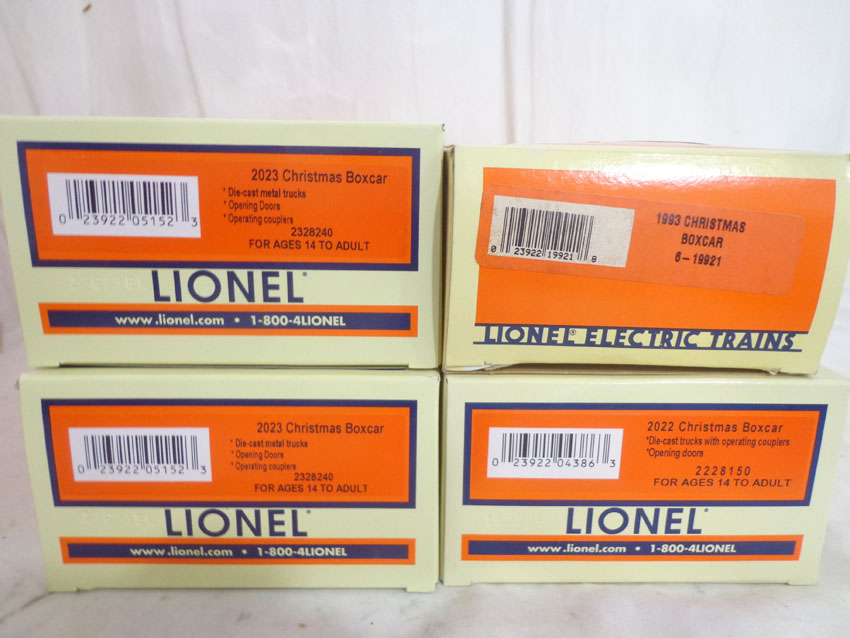 2023 Christmas Boxcar
* Die-cast metal trucks
* Opening Doors
* Operating couplers
2328240
FOR AGES 14 TO ADULT
0 23922 05152 3
LIONEL
www.lionel.com • 1-800-4LIONEL
1993 CHRISTMAS
BOXCAR
6-19921
0 23922 19921 8
LIONEL® ELECTRIC TRAINS
2023 Christmas Boxcar
* Die-cast metal trucks
* Opening Doors
* Operating couplers
2328240
FOR AGES 14 TO ADULT
0 23922 05152 3
LIONEL
www.lionel.com • 1-800-4LIONEL
2022 Christmas Boxcar
*Die-cast trucks with operating couplers
*Opening doors
2228150
FOR AGES 14 TO ADULT
0 23922 04386 3
LIONEL
www.lionel.com • 1-800-4LIONEL